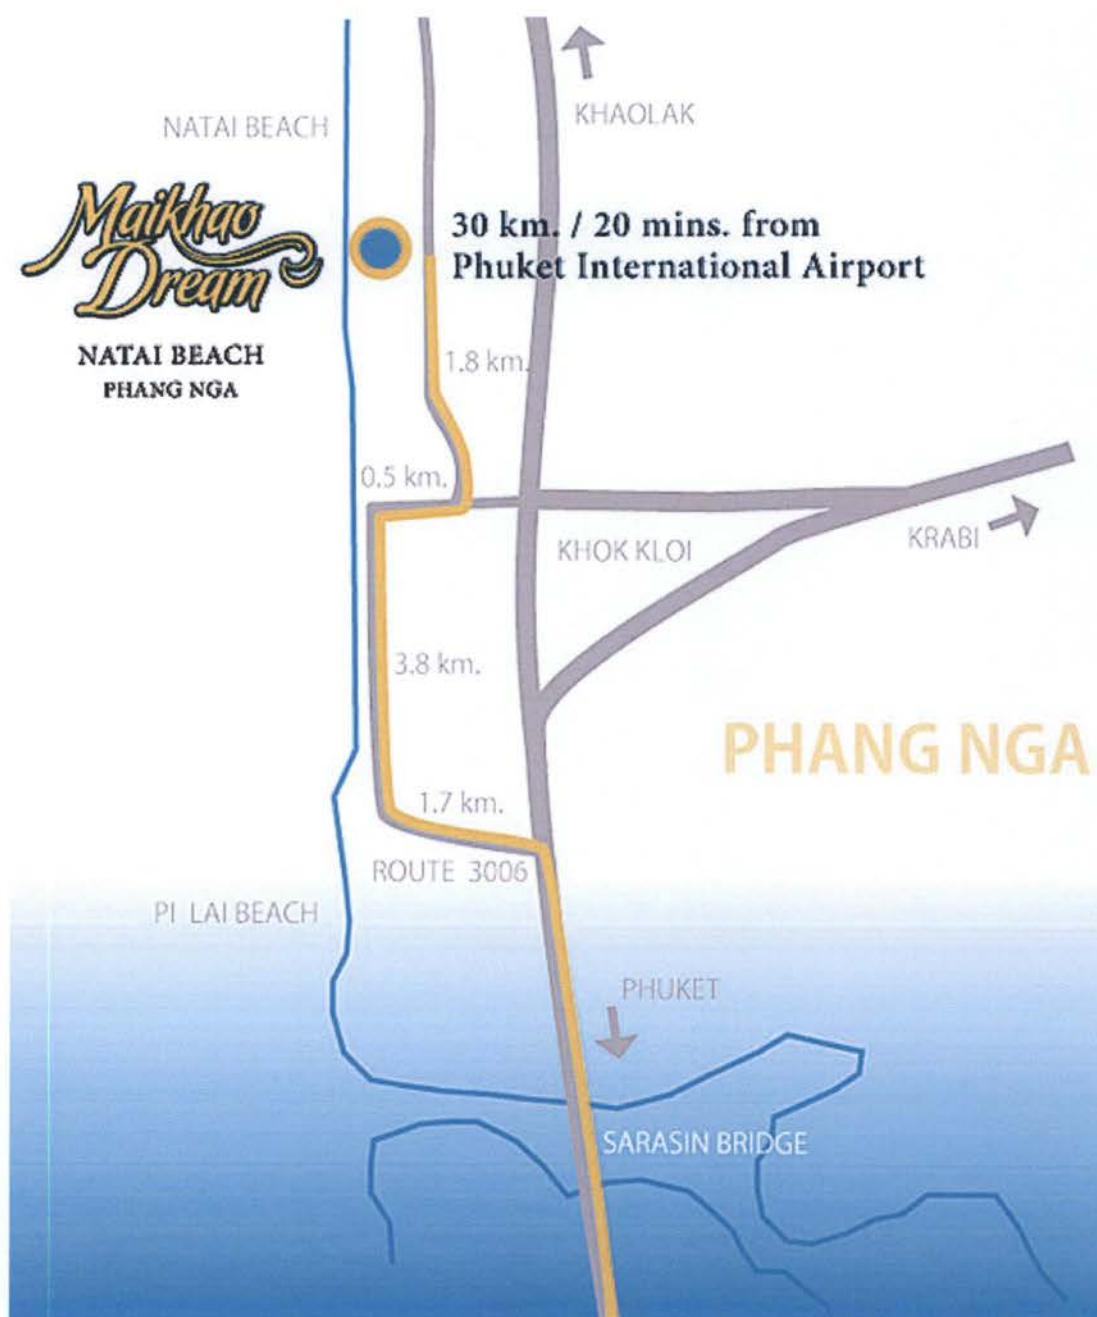 NATAI BEACH
KHAOLAK
Maikhao
Dream
NATAI BEACH
PHANG NGA
30 km. / 20 mins. from
Phuket International Airport
1.8 km.
0.5 km.
KHOK KLOI
KRABI
3.8 km.
PHANG NGA
1.7 km.
ROUTE 3006
PI LAI BEACH
PHUKET
SARASIN BRIDGE